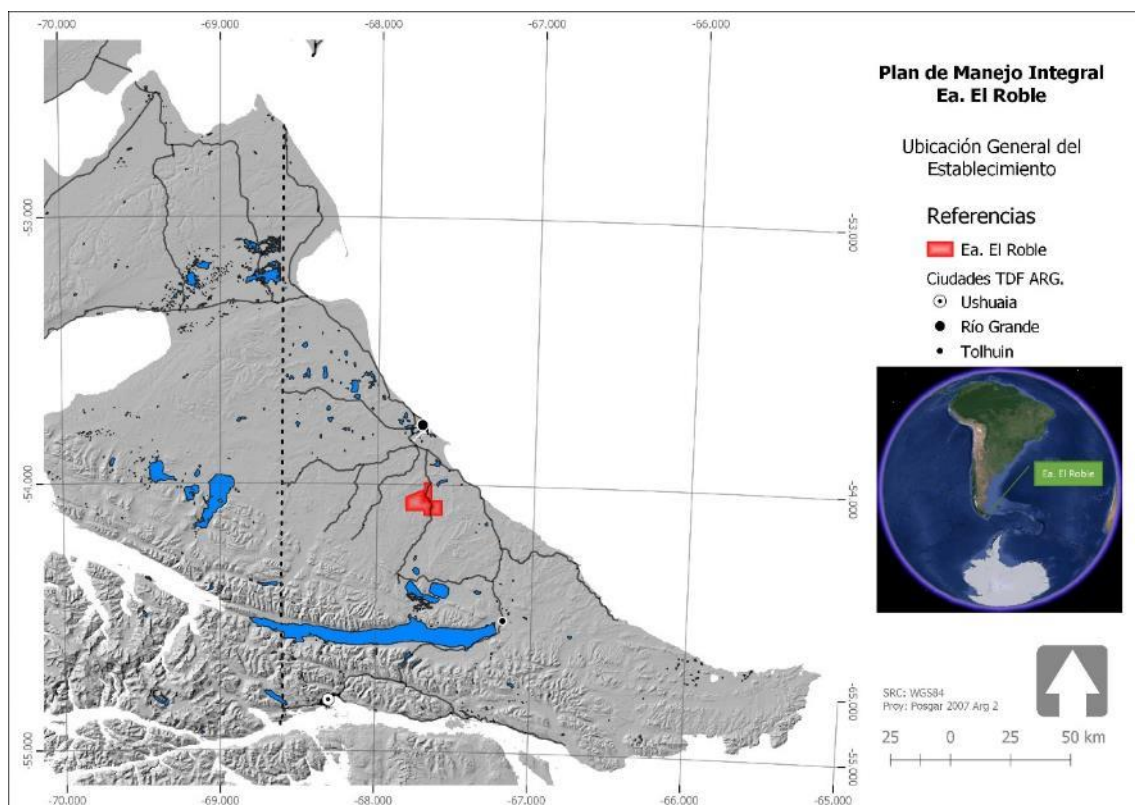 -70.000
-69.000
-68.000
-67.000
-66.000
-53.000
-53.000
-54.000
-54.000
-55.000
-55.000
-55.000
-70.000
-69.000
-68.000
-67.000
-66.000
-65.000
Plan de Manejo Integral
Ea. El Roble
Ubicación General del
Establecimiento
Referencias
Ea. El Roble
Ciudades TDF ARG.
Ushuaia
Río Grande
Tolhuin
Ea. El Roble
SRC: WGS84
Proy: Posgar 2007 Arg 2
25 0 25 50 km